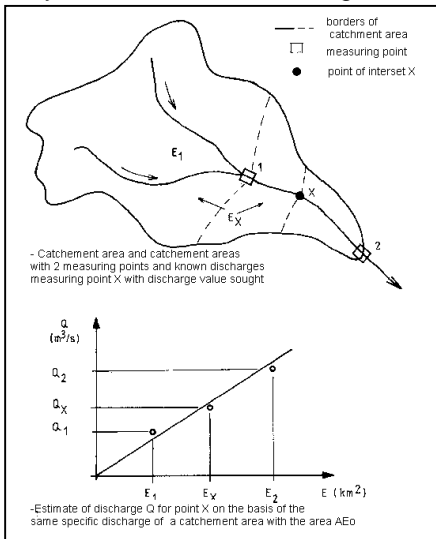 borders of
catchment area
measuring point
point of interset X
E1
1
X
EX
2
- Catchement area and catchement areas
with 2 measuring points and known discharges
measuring point X with discharge value sought
Q
(m³/s)
Q2
QX
Q1
E1 EX E2 E (km²)
-Estimate of discharge Q for point X on the basis of the
same specific discharge of a catchment area with the area AEo